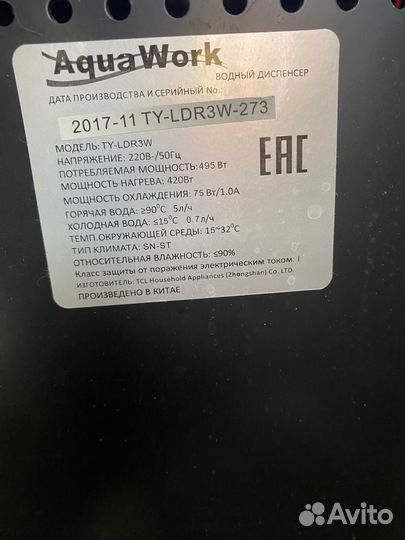 AquaWork
ВОДНЫЙ ДИСПЕНСЕР
ДАТА ПРОИЗВОДСТВА И СЕРИЙНЫЙ No.:
2017-11 TY-LDR3W-273
МОДЕЛЬ: TY-LDR3W
НАПРЯЖЕНИЕ: 220В-/50Гц
ПОТРЕБЛЯЕМАЯ МОЩНОСТЬ: 495 Вт
МОЩНОСТЬ НАГРЕВА: 420Вт
МОЩНОСТЬ ОХЛАЖДЕНИЯ: 75 Вт/1.0А
ГОРЯЧАЯ ВОДА: ≥90°С 5л/ч
ХОЛОДНАЯ ВОДА: ≤15°С 0.7л/ч
ТЕМП.ОКРУЖАЮЩЕЙ СРЕДЫ: 15~32°С
ТИП КЛИМАТА: SN-ST
ОТНОСИТЕЛЬНАЯ ВЛАЖНОСТЬ: ≤90%
Класс защиты от поражения электрическим током: I
ИЗГОТОВИТЕЛЬ: TCL Household Appliances (Zhongshan) Co. LTD.
ПРОИЗВЕДЕНО В КИТАЕ
EAC
Avito